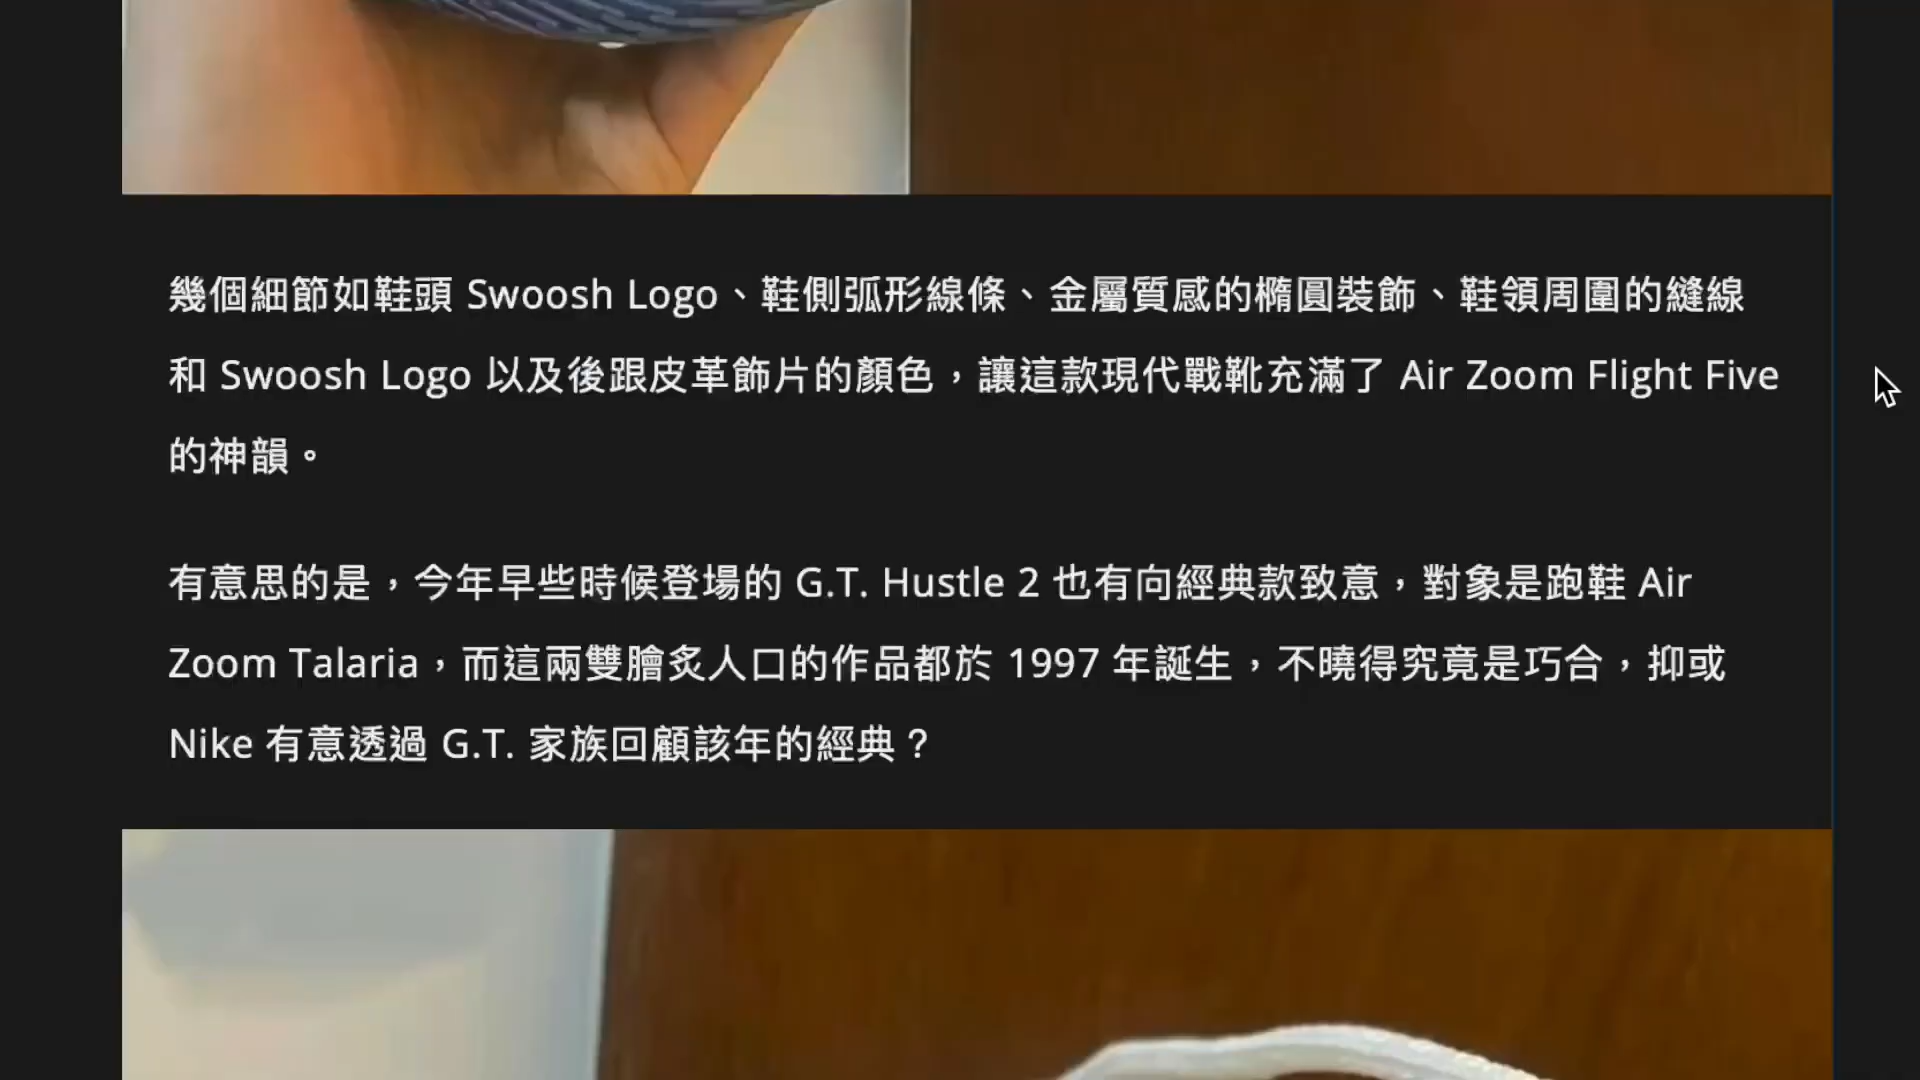 幾個細節如鞋頭 Swoosh Logo、鞋側弧形線條、金屬質感的橢圓裝飾、鞋領周圍的縫線
和 Swoosh Logo 以及後跟皮革飾片的顏色，讓這款現代戰靴充滿了 Air Zoom Flight Five
的神韻。
有意思的是，今年早些時候登場的 G.T. Hustle 2 也有向經典款致意，對象是跑鞋 Air
Zoom Talaria，而這兩雙膾炙人口的作品都於 1997 年誕生，不曉得究竟是巧合，抑或
Nike 有意透過 G.T. 家族回顧該年的經典？